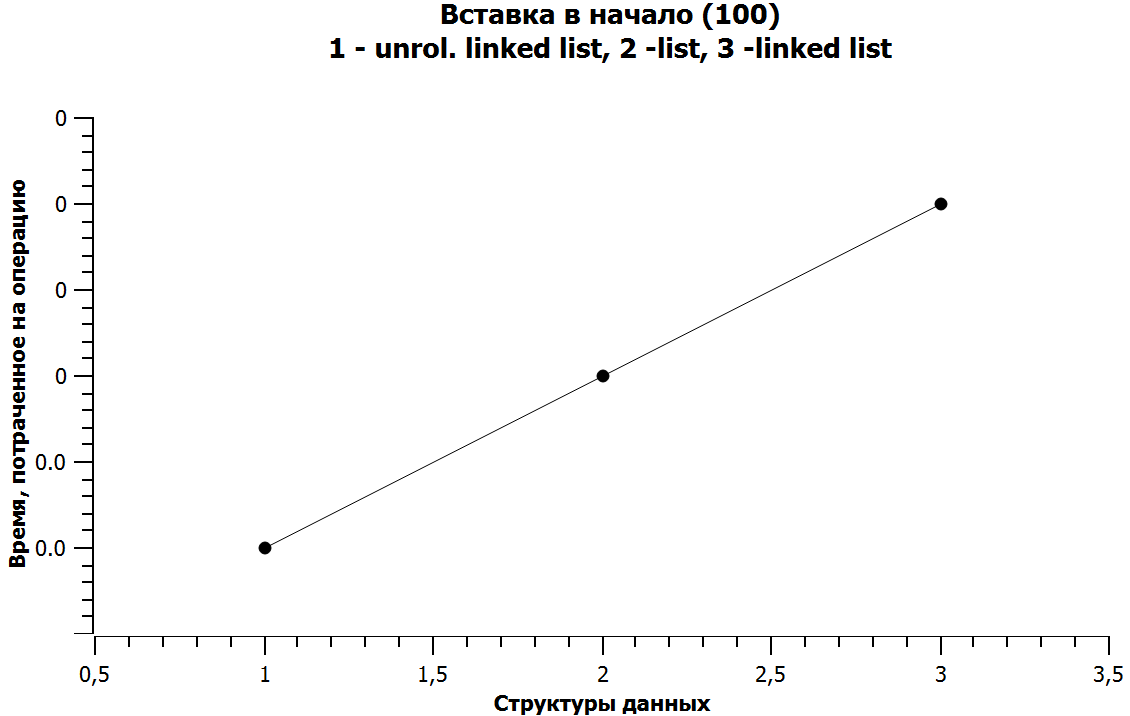 Вставка в начало (100)
1 - unrol. linked list, 2 -list, 3 -linked list
Время, потраченное на операцию
0
0
0
0
0.0
0.0
0,5 1 1,5 2 2,5 3 3,5
Структуры данных